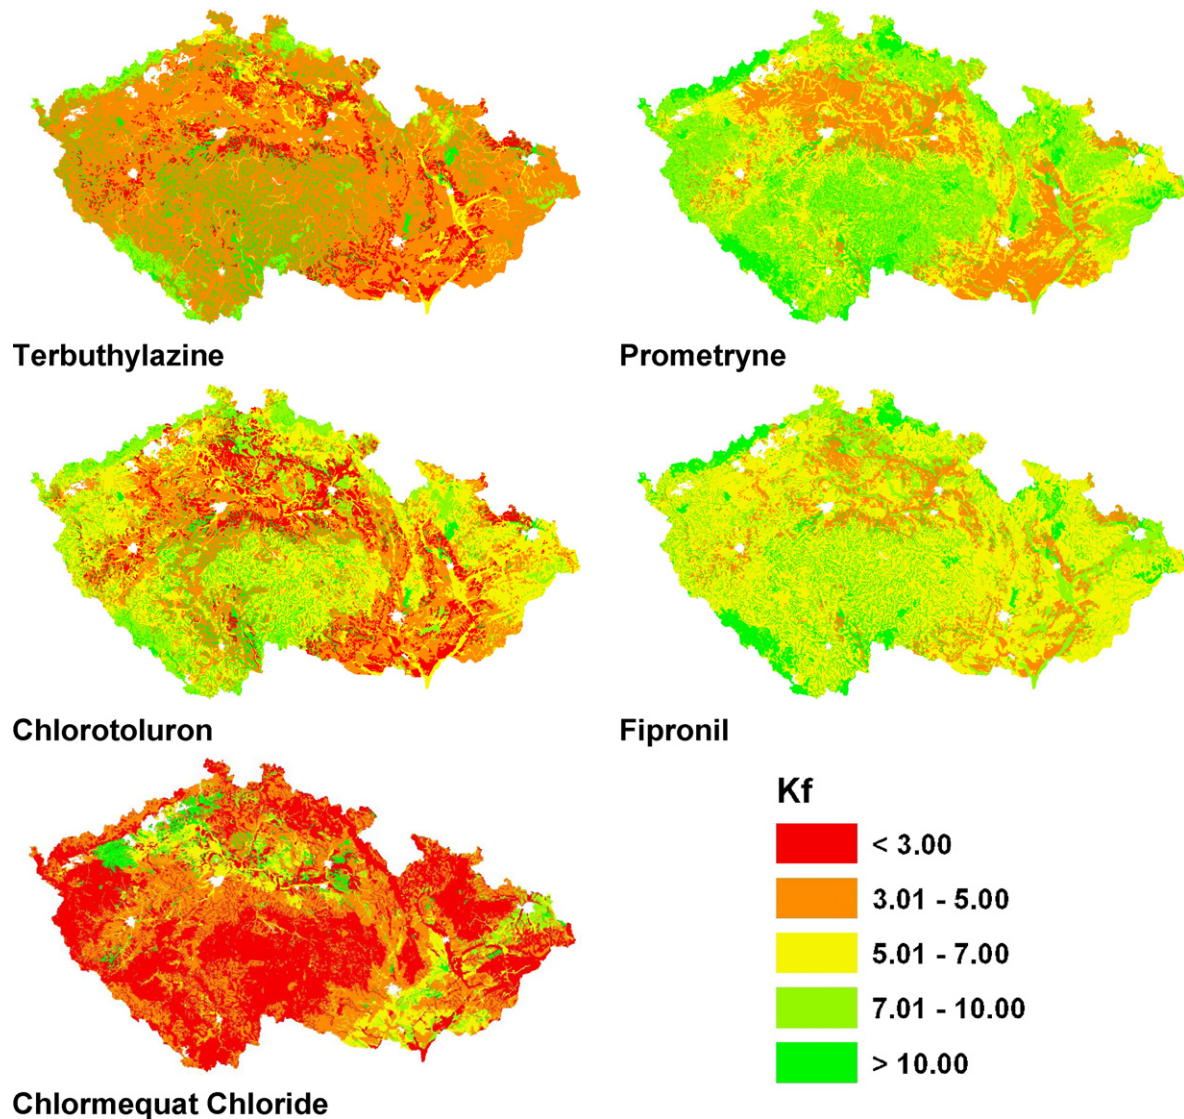 Terbuthylazine
Prometryne
Chlorotoluron
Fipronil
Chlormequat Chloride
Kf
< 3.00
3.01 - 5.00
5.01 - 7.00
7.01 - 10.00
> 10.00